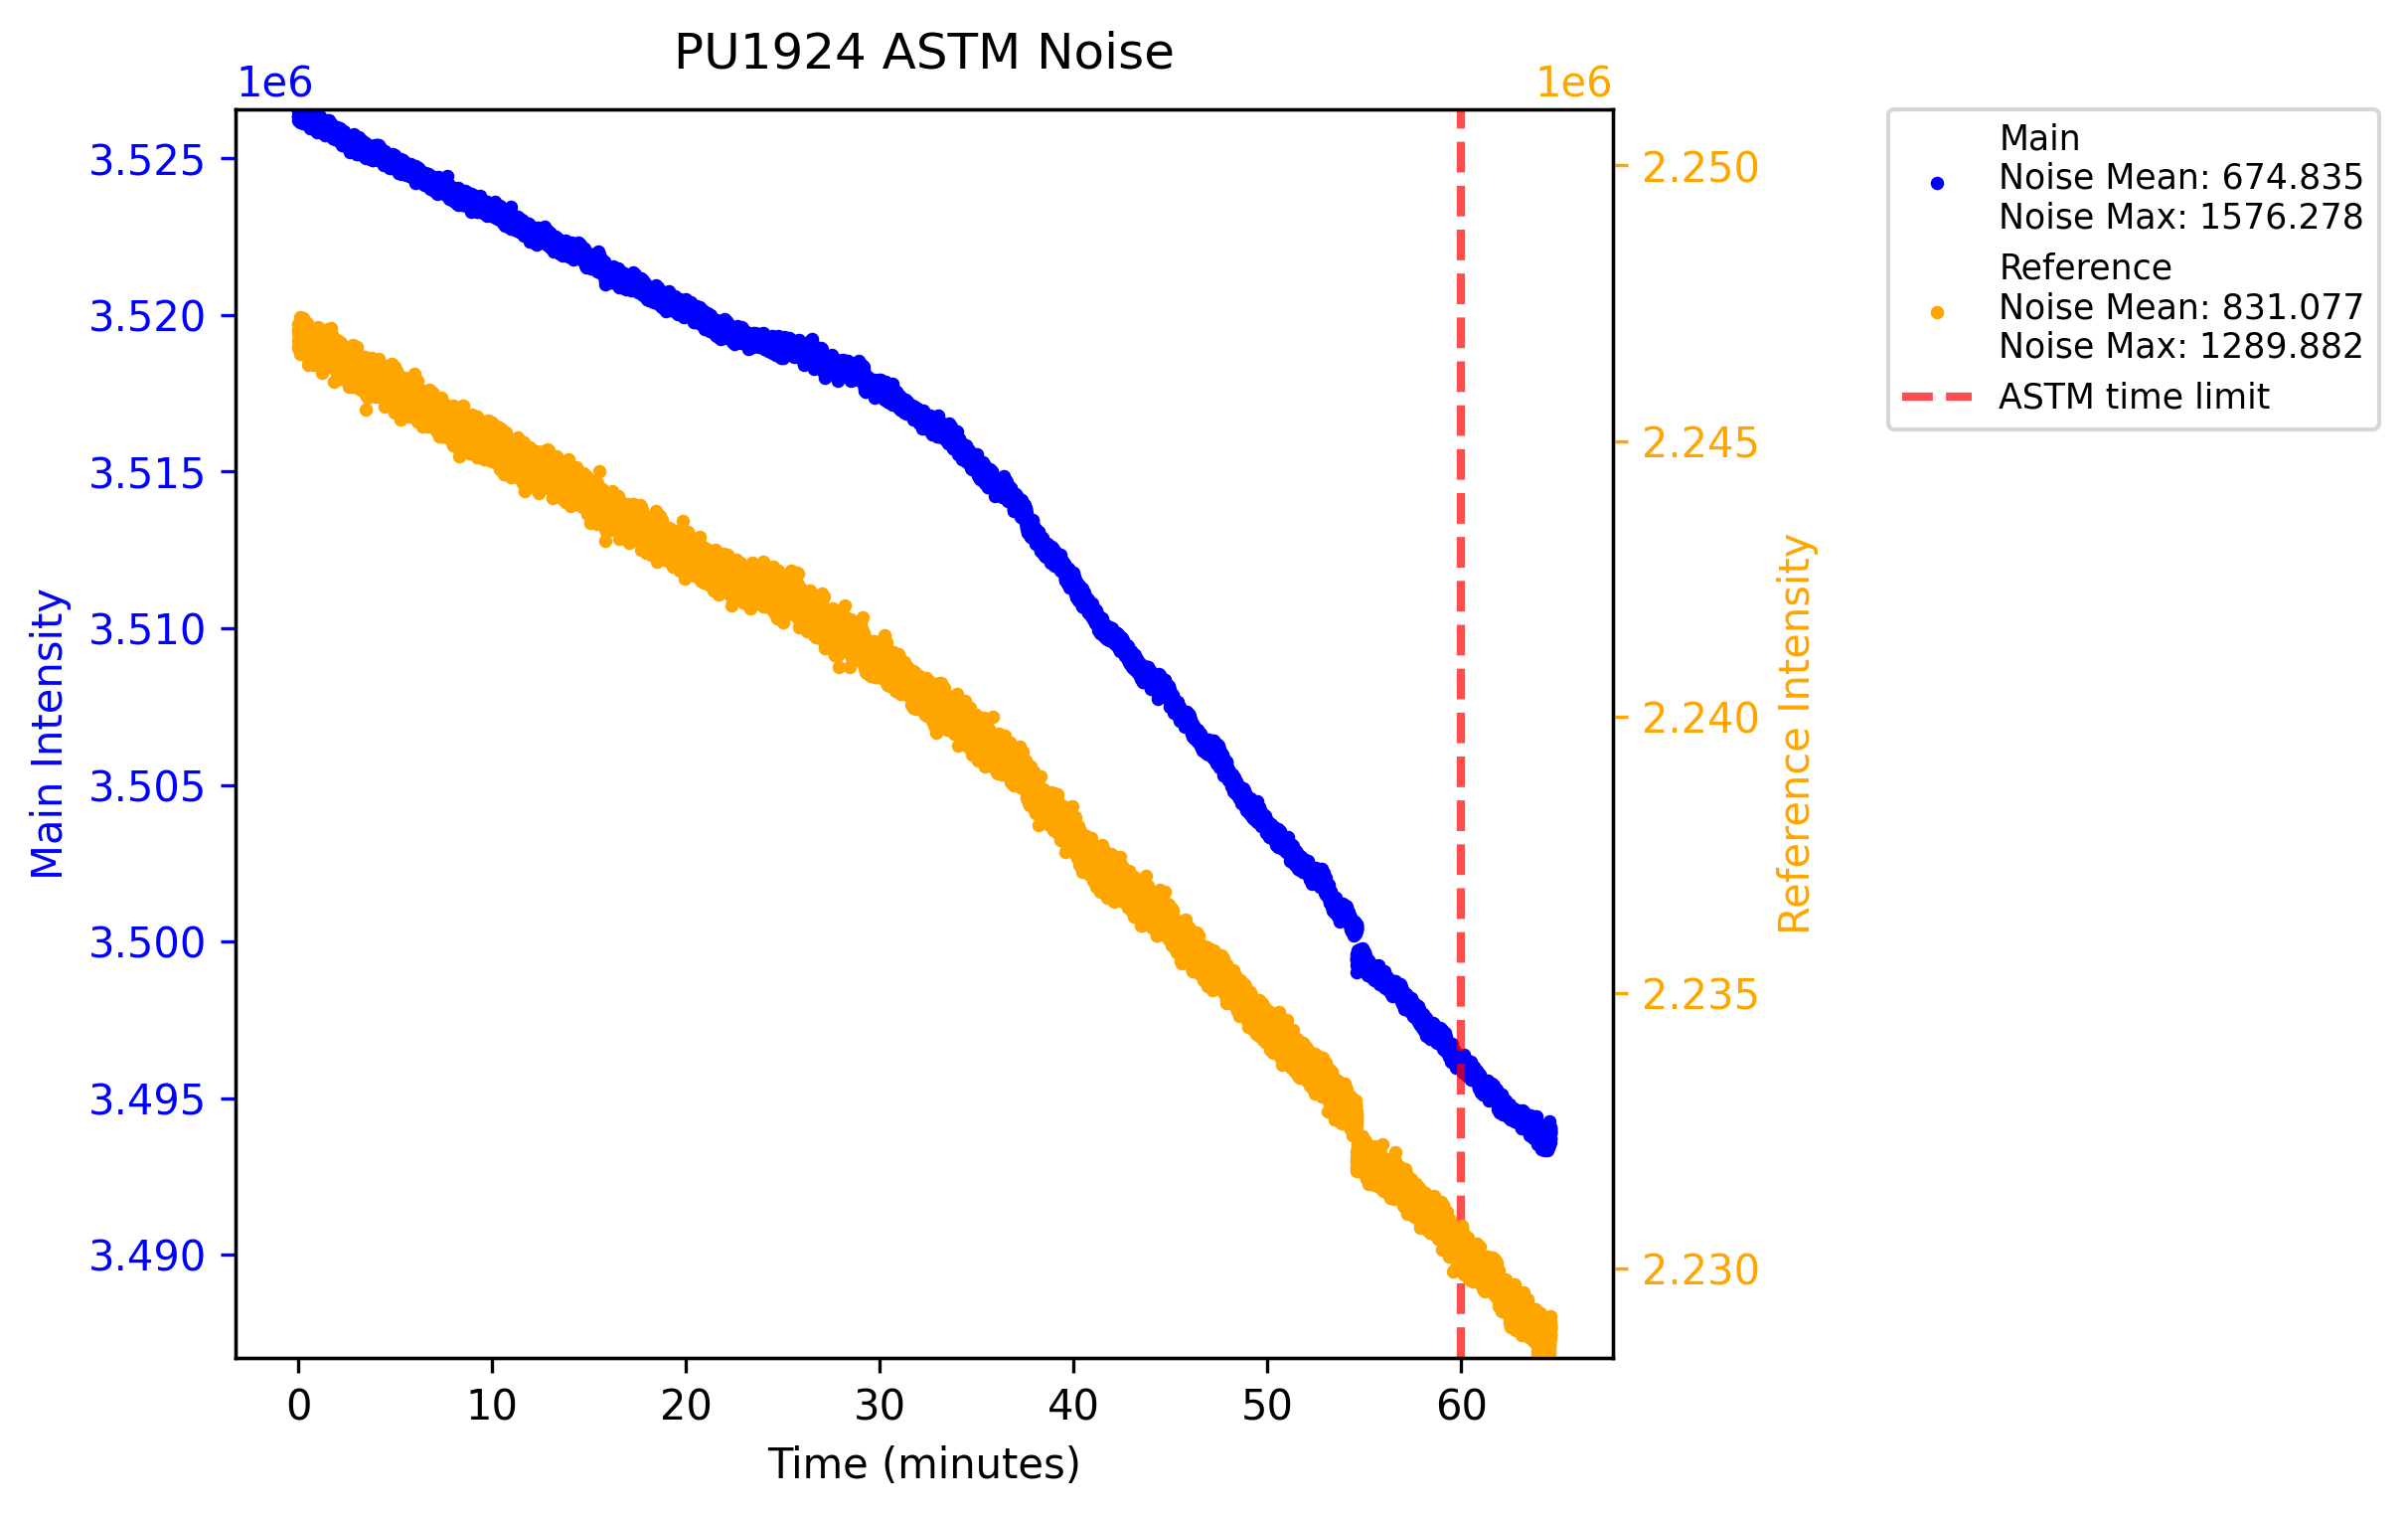 PU1924 ASTM Noise
1e6
1e6
3.525
3.520
3.515
3.510
3.505
3.500
3.495
3.490
Main Intensity
2.250
2.245
2.240
2.235
2.230
Reference Intensity
0 10 20 30 40 50 60
Time (minutes)
Main
Noise Mean: 674.835
Noise Max: 1576.278
Reference
Noise Mean: 831.077
Noise Max: 1289.882
ASTM time limit